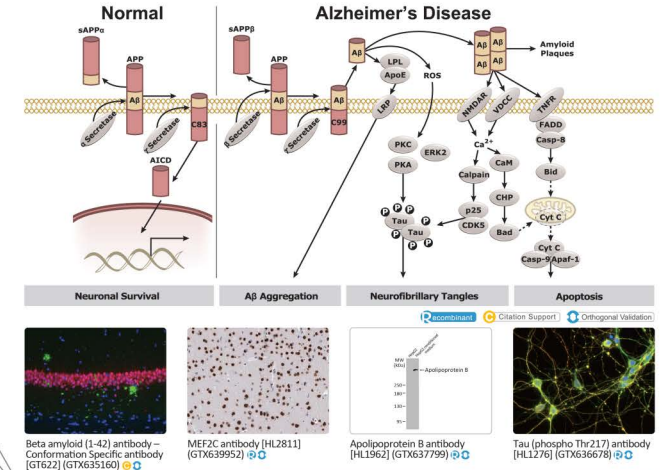 Normal
Alzheimer's Disease
sAPPα
APP
Aβ
α Secretase
γ Secretase
C83
AICD
sAPPβ
APP
Aβ
β Secretase
γ Secretase
C99
Aβ
Aβ
LPL
ApoE
LRP
ROS
PKC
ERK2
PKA
Tau
Tau
P P P
P
P
P
P
Aβ Aβ
Aβ Aβ
Amyloid
Plaques
NMDAR
VDCC
Ca²⁺
Calpain
CaM
p25
CDK5
CHP
Bad
TNFR
FADD
Casp-8
Bid
Cyt C
Cyt C
Casp-9 Apaf-1
Neuronal Survival
Aβ Aggregation
Neurofibrillary Tangles
Apoptosis
Recombinant
C Citation Support
Orthogonal Validation
MW
(kDa)
HepG2
250
180
130
95
Apolipoprotein B
Beta amyloid (1-42) antibody –
Conformation Specific antibody
[GT622] (GTX635160) C
MEF2C antibody [HL2811]
(GTX639952) R
Apolipoprotein B antibody
[HL1962] (GTX637799) R
Tau (phospho Thr217) antibody
[HL1276] (GTX636678) R